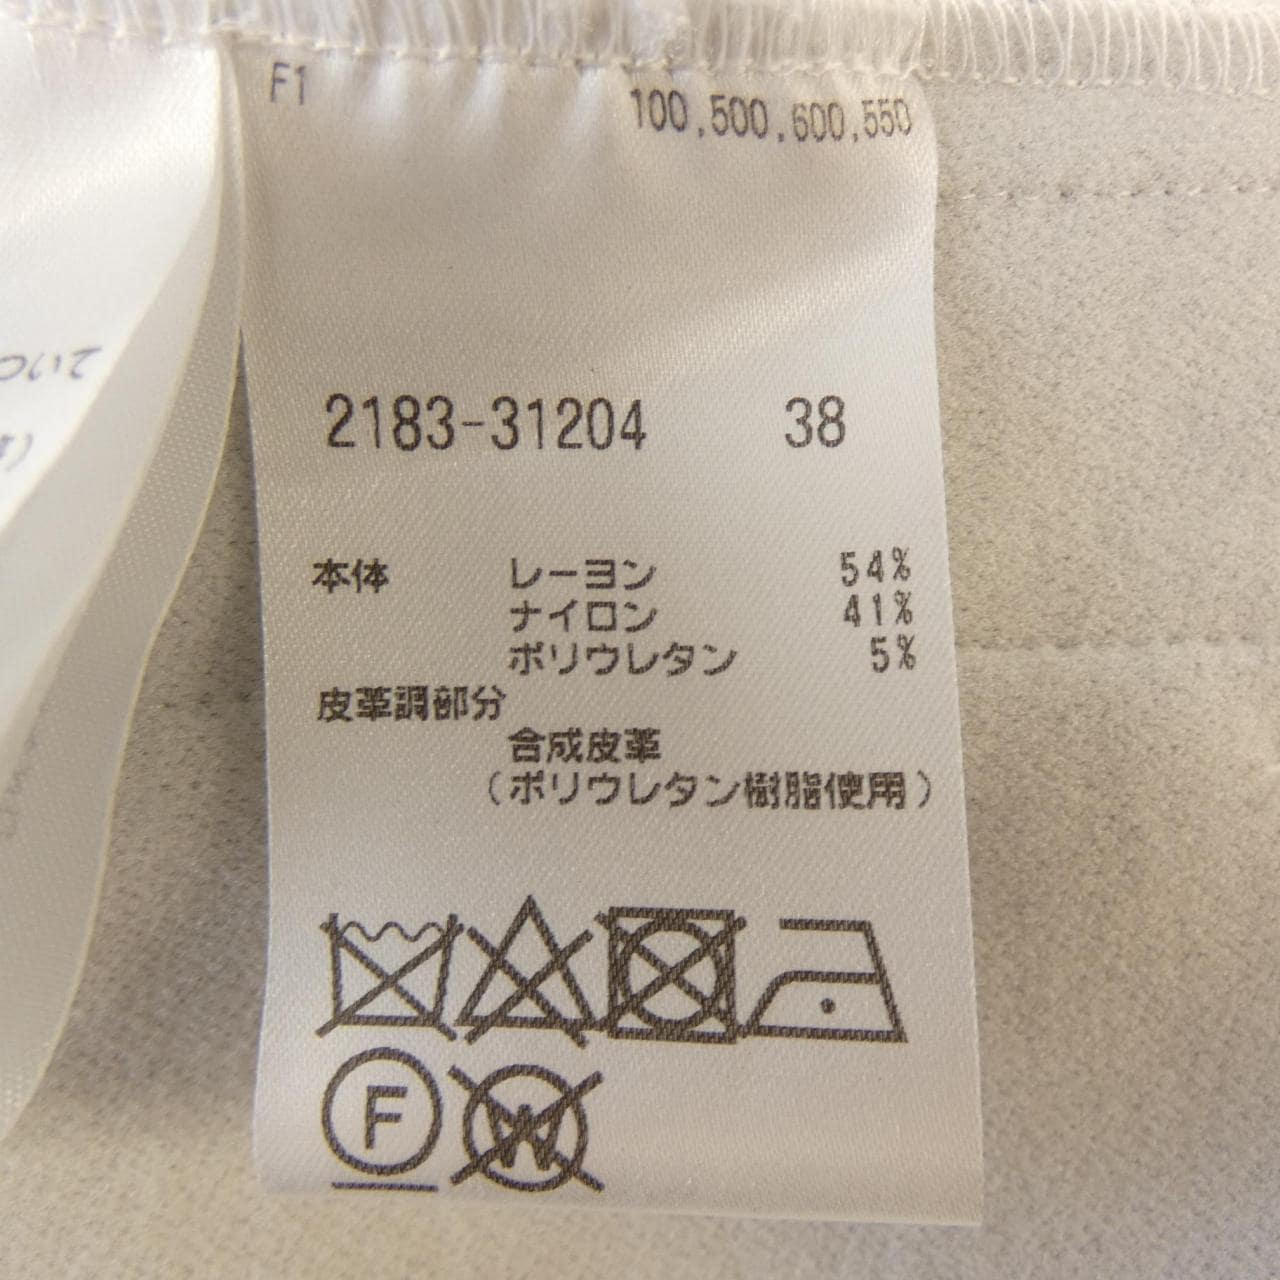 F1 100,500,600,550
2183-31204 38
本体 レーヨン 54%
ナイロン 41%
ポリウレタン 5%
皮革調部分
合成皮革
(ポリウレタン樹脂使用)
F
W